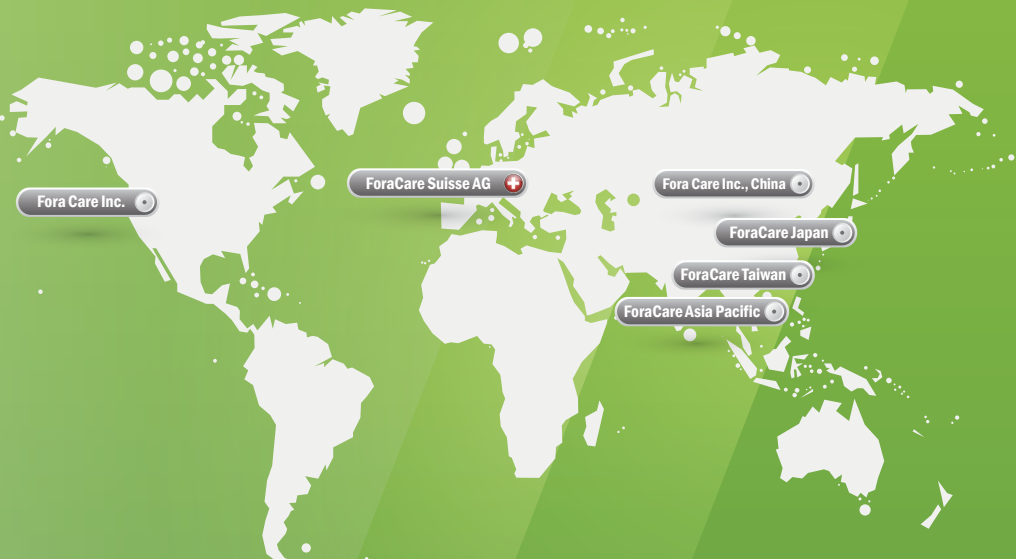 ForaCare Suisse AG
Fora Care Inc., China
Fora Care Inc.
ForaCare Japan
ForaCare Taiwan
ForaCare Asia Pacific